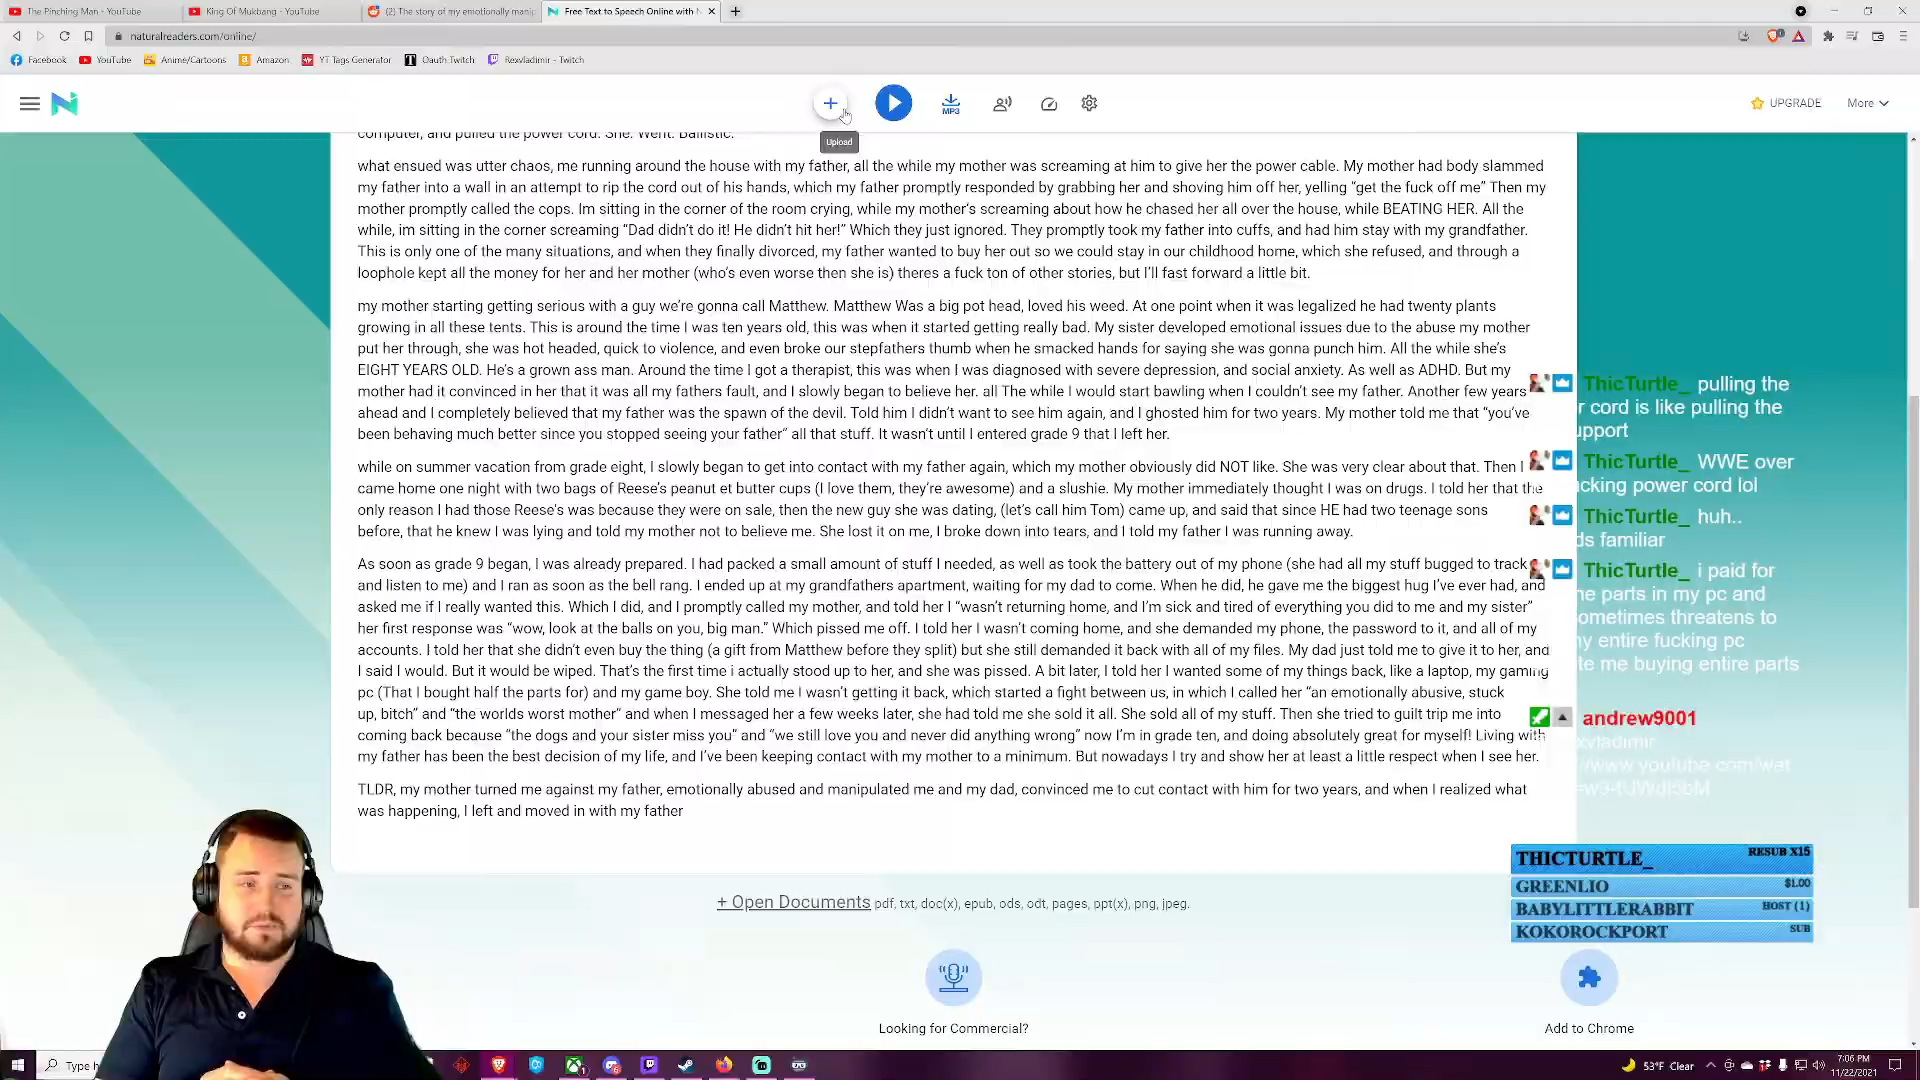 The Pinching Man - YouTube
King Of Mukbang - YouTube
(2) The story of my emotionally manip
Free Text to Speech Online with N
naturalreaders.com/online/
Facebook
YouTube
Anime/Cartoons
Amazon
YT Tags Generator
Oauth Twitch
Rexvladimir - Twitch
MP3
UPGRADE
More
Upload
computer, and pulled the power cord. She. Went. Ballistic.
what ensued was utter chaos, me running around the house with my father, all the while my mother was screaming at him to give her the power cable. My mother had body slammed
my father into a wall in an attempt to rip the cord out of his hands, which my father promptly responded by grabbing her and shoving him off her, yelling “get the fuck off me” Then my
mother promptly called the cops. Im sitting in the corner of the room crying, while my mother’s screaming about how he chased her all over the house, while BEATING HER. All the
while, im sitting in the corner screaming “Dad didn’t do it! He didn’t hit her!” Which they just ignored. They promptly took my father into cuffs, and had him stay with my grandfather.
This is only one of the many situations, and when they finally divorced, my father wanted to buy her out so we could stay in our childhood home, which she refused, and through a
loophole kept all the money for her and her mother (who’s even worse then she is) theres a fuck ton of other stories, but I’ll fast forward a little bit.
my mother starting getting serious with a guy we’re gonna call Matthew. Matthew Was a big pot head, loved his weed. At one point when it was legalized he had twenty plants
growing in all these tents. This is around the time I was ten years old, this was when it started getting really bad. My sister developed emotional issues due to the abuse my mother
put her through, she was hot headed, quick to violence, and even broke our stepfathers thumb when he smacked hands for saying she was gonna punch him. All the while she’s
EIGHT YEARS OLD. He’s a grown ass man. Around the time I got a therapist, this was when I was diagnosed with severe depression, and social anxiety. As well as ADHD. But my
mother had it convinced in her that it was all my fathers fault, and I slowly began to believe her. all The while I would start bawling when I couldn’t see my father. Another few years
ahead and I completely believed that my father was the spawn of the devil. Told him I didn’t want to see him again, and I ghosted him for two years. My mother told me that “you’ve
been behaving much better since you stopped seeing your father” all that stuff. It wasn’t until I entered grade 9 that I left her.
while on summer vacation from grade eight, I slowly began to get into contact with my father again, which my mother obviously did NOT like. She was very clear about that. Then I
came home one night with two bags of Reese’s peanut et butter cups (I love them, they’re awesome) and a slushie. My mother immediately thought I was on drugs. I told her that the
only reason I had those Reese’s was because they were on sale, then the new guy she was dating, (let’s call him Tom) came up, and said that since HE had two teenage sons
before, that he knew I was lying and told my mother not to believe me. She lost it on me, I broke down into tears, and I told my father I was running away.
As soon as grade 9 began, I was already prepared. I had packed a small amount of stuff I needed, as well as took the battery out of my phone (she had all my stuff bugged to track
and listen to me) and I ran as soon as the bell rang. I ended up at my grandfathers apartment, waiting for my dad to come. When he did, he gave me the biggest hug I’ve ever had, and
asked me if I really wanted this. Which I did, and I promptly called my mother, and told her I “wasn’t returning home, and I’m sick and tired of everything you did to me and my sister”
her first response was “wow, look at the balls on you, big man.” Which pissed me off. I told her I wasn’t coming home, and she demanded my phone, the password to it, and all of my
accounts. I told her that she didn’t even buy the thing (a gift from Matthew before they split) but she still demanded it back with all of my files. My dad just told me to give it to her, and
I said I would. But it would be wiped. That’s the first time i actually stood up to her, and she was pissed. A bit later, I told her I wanted some of my things back, like a laptop, my gaming
pc (That I bought half the parts for) and my game boy. She told me I wasn’t getting it back, which started a fight between us, in which I called her “an emotionally abusive, stuck
up, bitch” and “the worlds worst mother” and when I messaged her a few weeks later, she had told me she sold it all. She sold all of my stuff. Then she tried to guilt trip me into
coming back because “the dogs and your sister miss you” and “we still love you and never did anything wrong” now I’m in grade ten, and doing absolutely great for myself! Living with
my father has been the best decision of my life, and I’ve been keeping contact with my mother to a minimum. But nowadays I try and show her at least a little respect when I see her.
TLDR, my mother turned me against my father, emotionally abused and manipulated me and my dad, convinced me to cut contact with him for two years, and when I realized what
was happening, I left and moved in with my father
ThicTurtle_ pulling the
r cord is like pulling the
upport
ThicTurtle_ WWE over
cking power cord lol
ThicTurtle_ huh..
ds familiar
ThicTurtle_ i paid for
he parts in my pc and
ometimes threatens to
ny entire fucking pc
te me buying entire parts
andrew9001
xvladimir
//www.youtube.com/wat
THICTURTLE_ RESUB X15
GREENLIO $1.00
BABYLITTLERABBIT HOST (1)
KOKOROCKPORT SUB
+ Open Documents pdf, txt, doc(x), epub, ods, odt, pages, ppt(x), png, jpeg.
Looking for Commercial?
Add to Chrome
Type h
53°F Clear
7:06 PM
11/22/2021